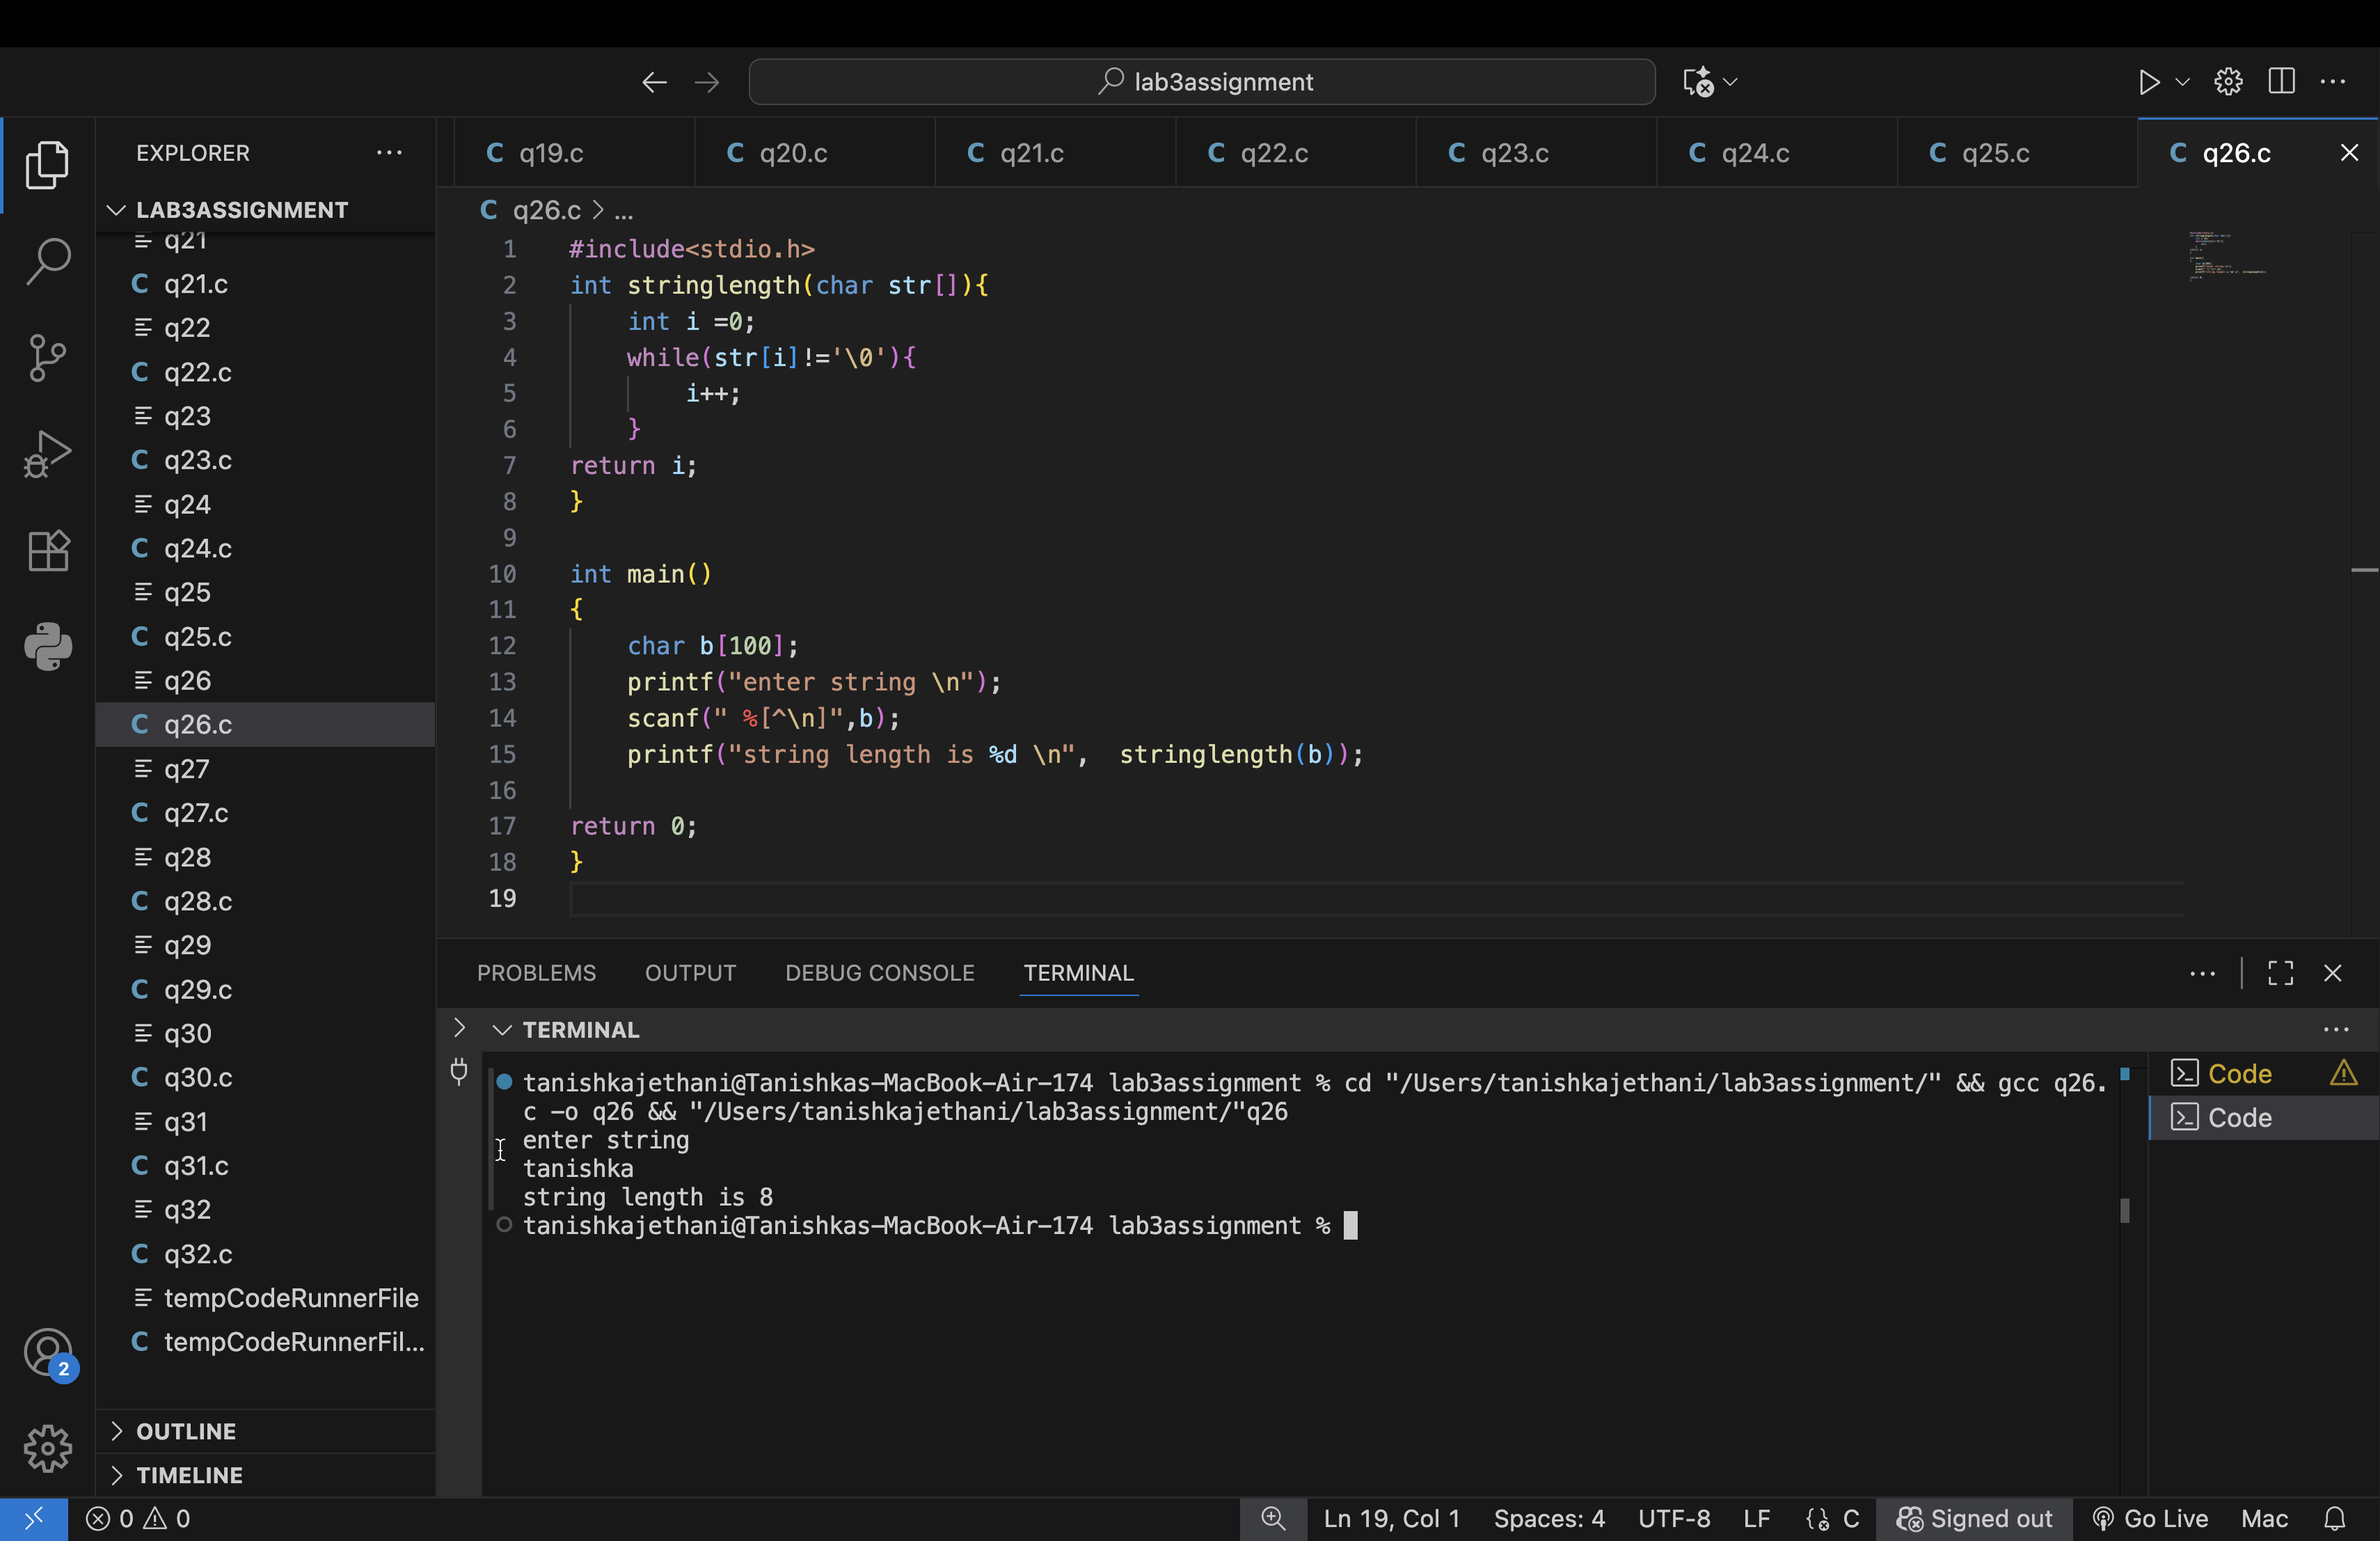 lab3assignment
EXPLORER
LAB3ASSIGNMENT
q21
q21.c
q22
q22.c
q23
q23.c
q24
q24.c
q25
q25.c
q26
q26.c
q27
q27.c
q28
q28.c
q29
q29.c
q30
q30.c
q31
q31.c
q32
q32.c
tempCodeRunnerFile
tempCodeRunnerFil...
OUTLINE
TIMELINE
C q19.c
C q20.c
C q21.c
C q22.c
C q23.c
C q24.c
C q25.c
C q26.c
C q26.c > ...
1 #include<stdio.h>
2 int stringlength(char str[]){
3     int i =0;
4     while(str[i]!='\0'){
5         i++;
6     }
7 return i;
8 }
9
10 int main()
11 {
12     char b[100];
13     printf("enter string \n");
14     scanf(" %[^\n]",b);
15     printf("string length is %d \n",  stringlength(b));
16
17 return 0;
18 }
19
PROBLEMS OUTPUT DEBUG CONSOLE TERMINAL
TERMINAL
tanishkajethani@Tanishkas-MacBook-Air-174 lab3assignment % cd "/Users/tanishkajethani/lab3assignment/" && gcc q26.
c -o q26 && "/Users/tanishkajethani/lab3assignment/"q26
enter string
tanishka
string length is 8
tanishkajethani@Tanishkas-MacBook-Air-174 lab3assignment %
Code
Code
2
0 0 Ln 19, Col 1 Spaces: 4 UTF-8 LF C Signed out Go Live Mac